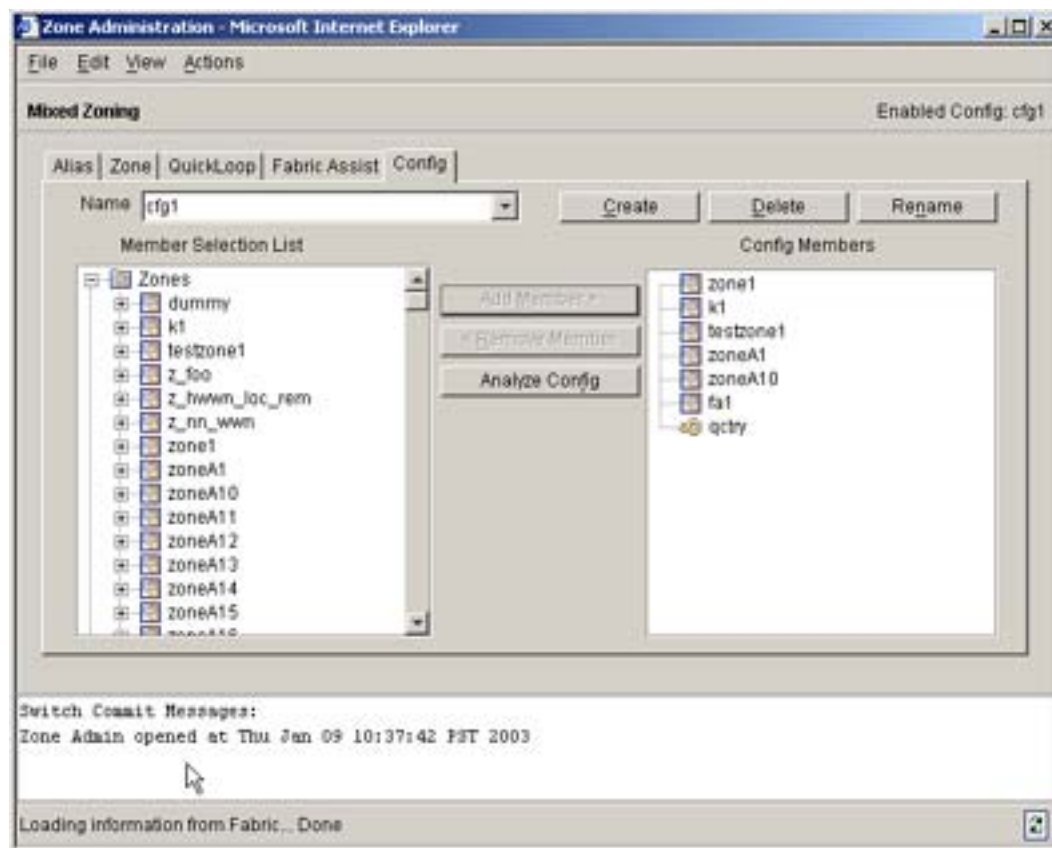 Zone Administration - Microsoft Internet Explorer
File Edit View Actions
Mixed Zoning
Enabled Config: cfg1
Alias Zone QuickLoop Fabric Assist Config
Name cfg1
Create Delete Rename
Member Selection List
Config Members
Zones
dummy
k1
testzone1
z_foo
z_hwwn_loc_rem
z_nn_wwn
zone1
zoneA1
zoneA10
zoneA11
zoneA12
zoneA13
zoneA14
zoneA15
zoneA16
Add Member >
< Remove Member
Analyze Config
zone1
k1
testzone1
zoneA1
zoneA10
fa1
qctry
Switch Commit Messages:
Zone Admin opened at Thu Jan 09 10:37:42 PST 2003
Loading information from Fabric... Done